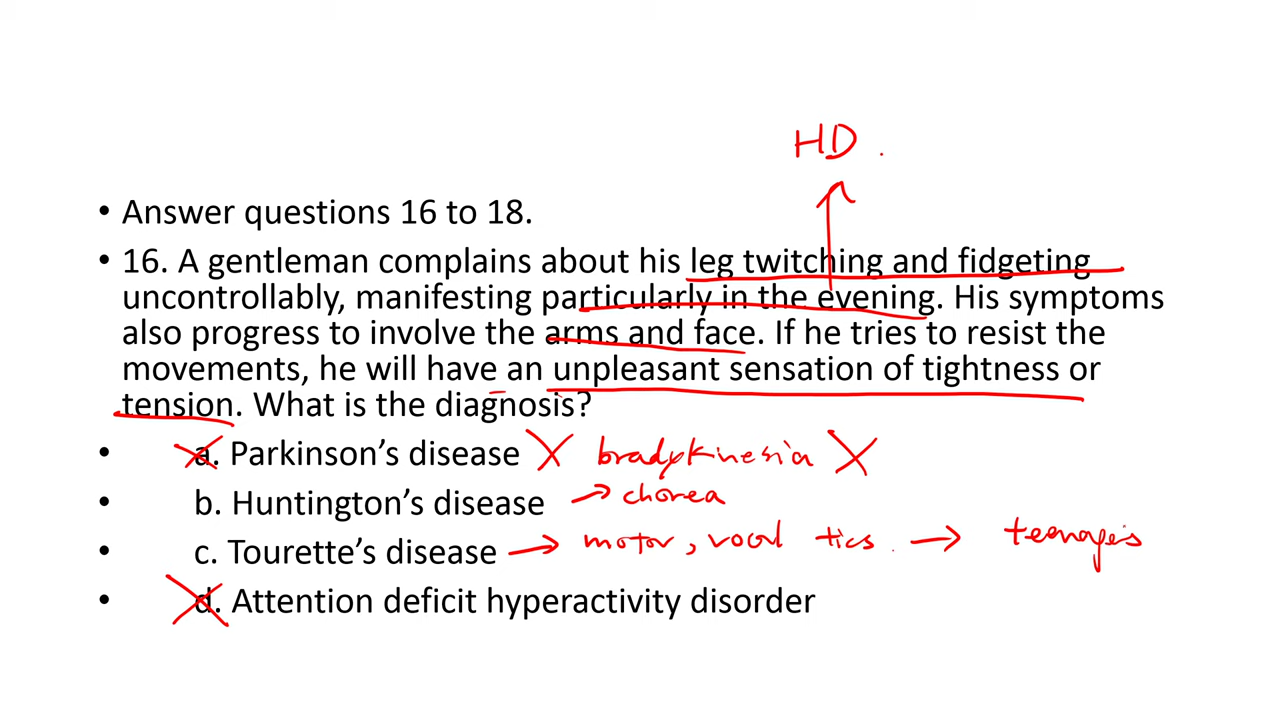 HD.
• Answer questions 16 to 18.
• 16. A gentleman complains about his leg twitching and fidgeting
uncontrollably, manifesting particularly in the evening. His symptoms
also progress to involve the arms and face. If he tries to resist the
movements, he will have an unpleasant sensation of tightness or
tension. What is the diagnosis?
• a. Parkinson's disease X bradykinesia X
• b. Huntington's disease → chorea
• c. Tourette's disease → motor, vocal tics. → teenagers
• d. Attention deficit hyperactivity disorder